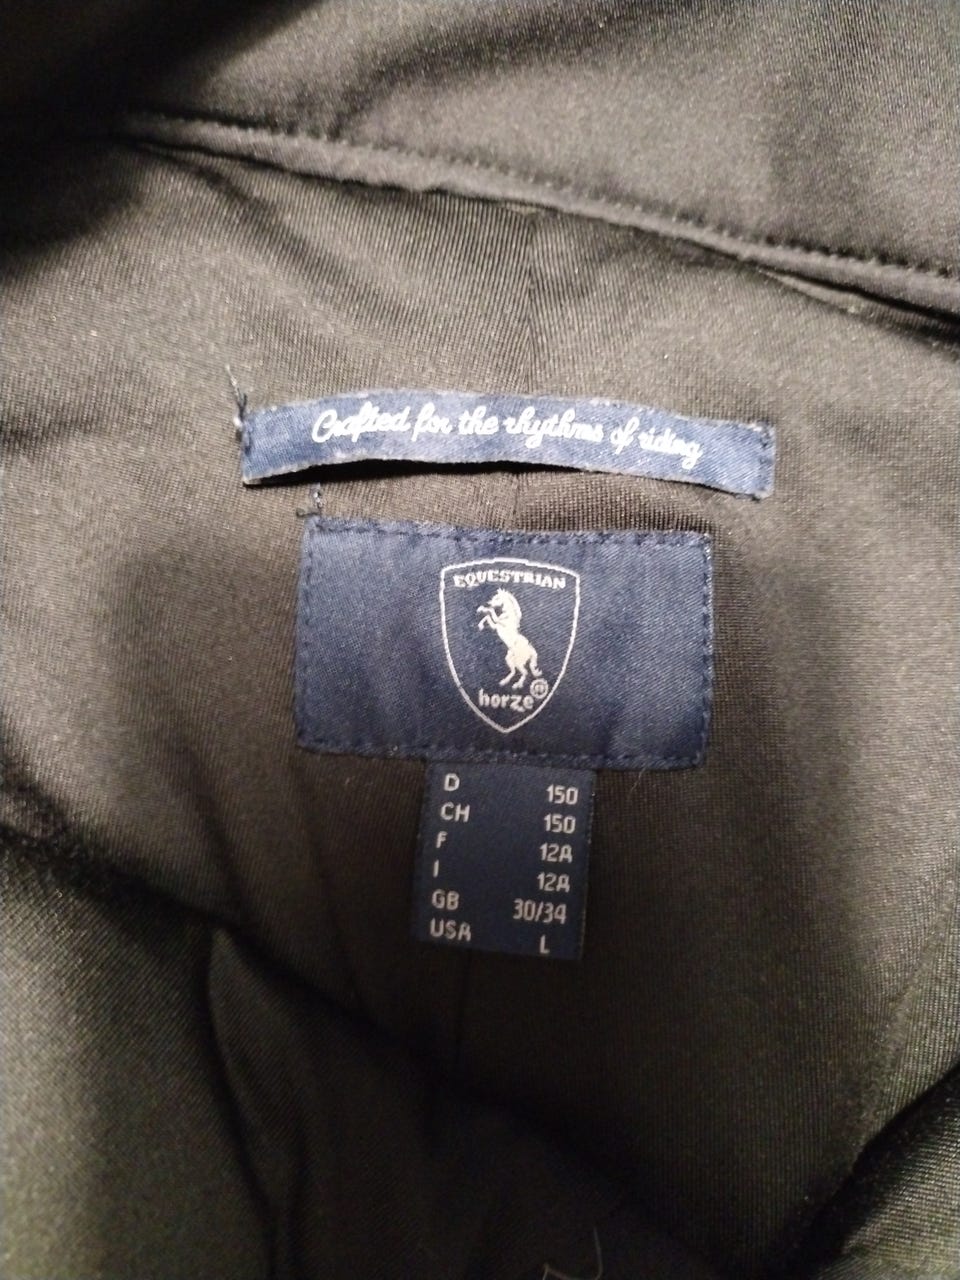 Crafted for the rhythms of riding
EQUESTRIAN
horze®
D 150
CH 150
F 12A
I 12A
GB 30/34
USA L